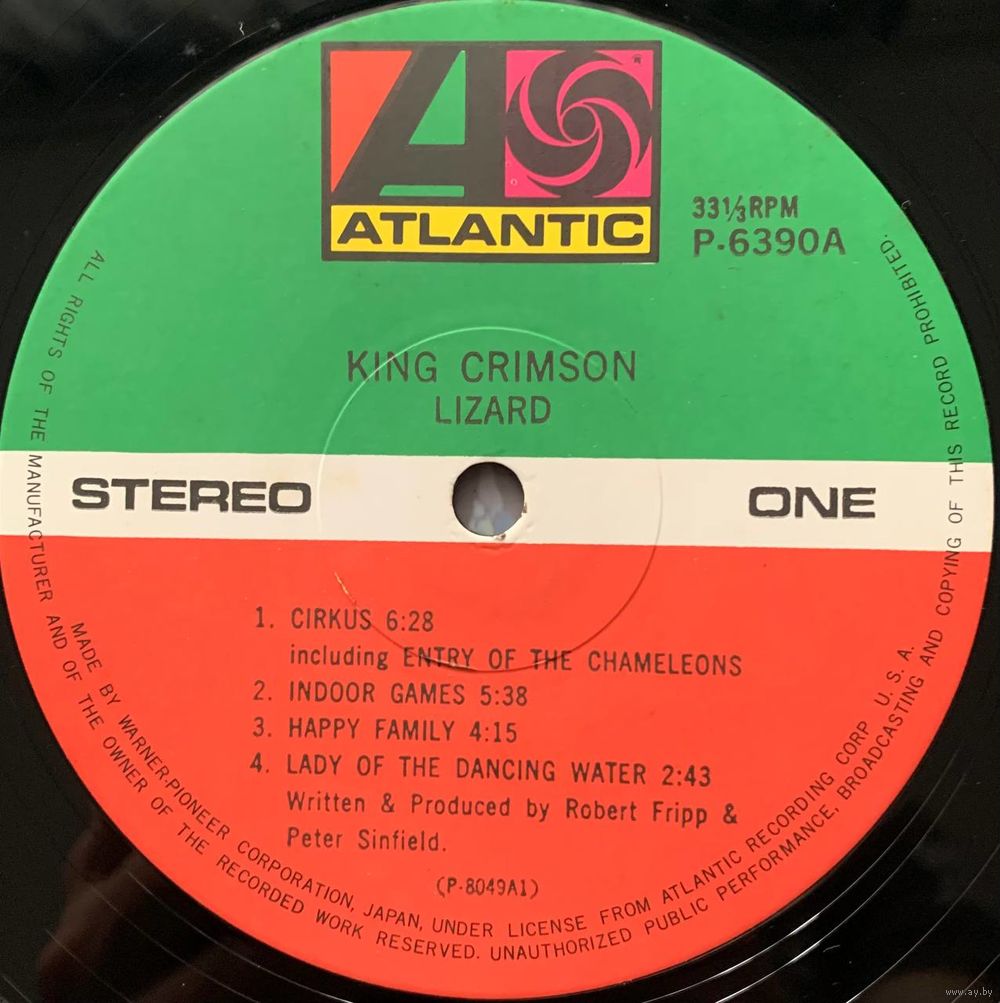 ATLANTIC
®
33⅓RPM
P-6390A
KING CRIMSON
LIZARD
STEREO
ONE
1. CIRKUS 6:28
including ENTRY OF THE CHAMELEONS
2. INDOOR GAMES 5:38
3. HAPPY FAMILY 4:15
4. LADY OF THE DANCING WATER 2:43
Written & Produced by Robert Fripp &
Peter Sinfield.
(P-8049A1)
MADE BY WARNER-PIONEER CORPORATION, JAPAN, UNDER LICENSE FROM ATLANTIC RECORDING CORP. U. S. A.
ALL RIGHTS OF THE MANUFACTURER AND OF THE OWNER OF THE RECORDED WORK RESERVED. UNAUTHORIZED PUBLIC PERFORMANCE, BROADCASTING AND COPYING OF THIS RECORD PROHIBITED.
www.ay.by